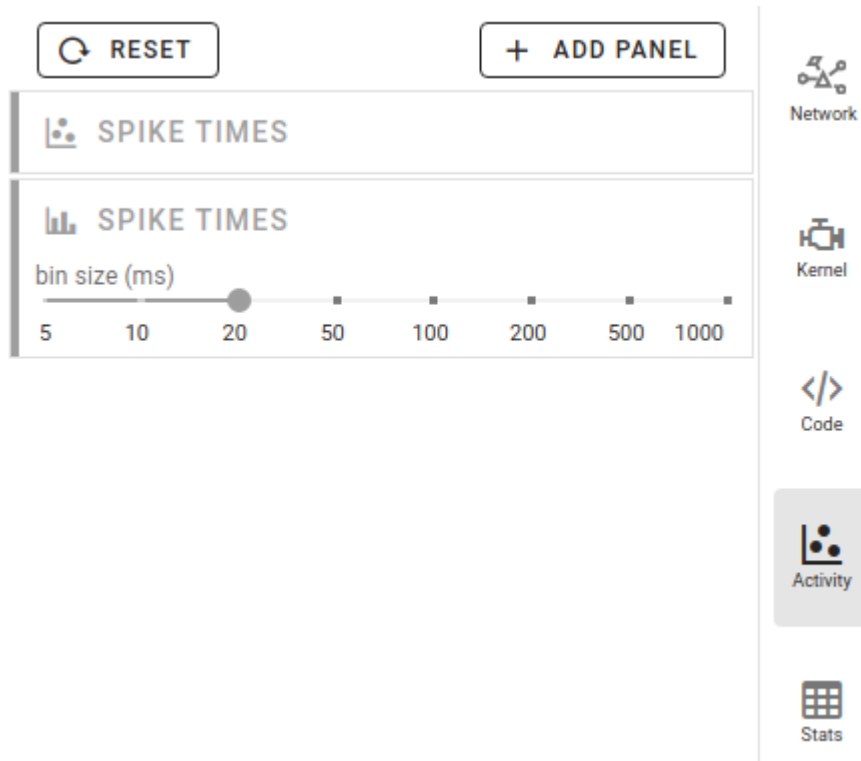 RESET
+ ADD PANEL
SPIKE TIMES
SPIKE TIMES
bin size (ms)
5 10 20 50 100 200 500 1000
Network
Kernel
</>
Code
Activity
Stats